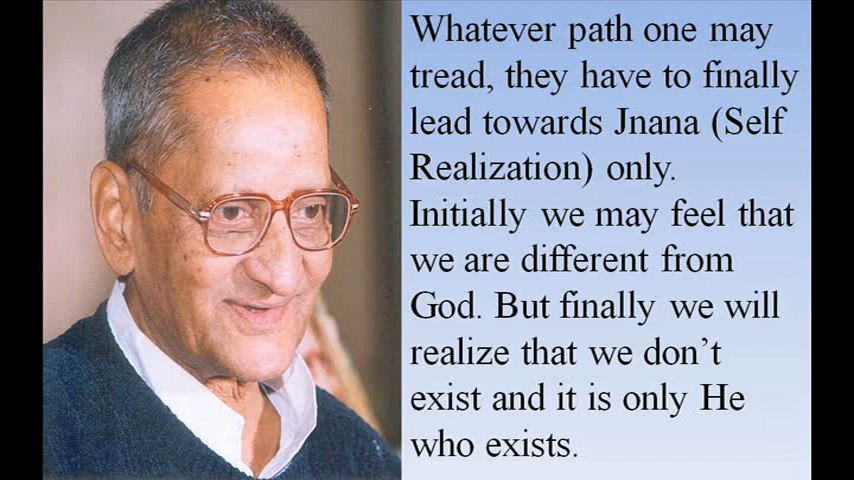 Whatever path one may
tread, they have to finally
lead towards Jnana (Self
Realization) only.
Initially we may feel that
we are different from
God. But finally we will
realize that we don’t
exist and it is only He
who exists.